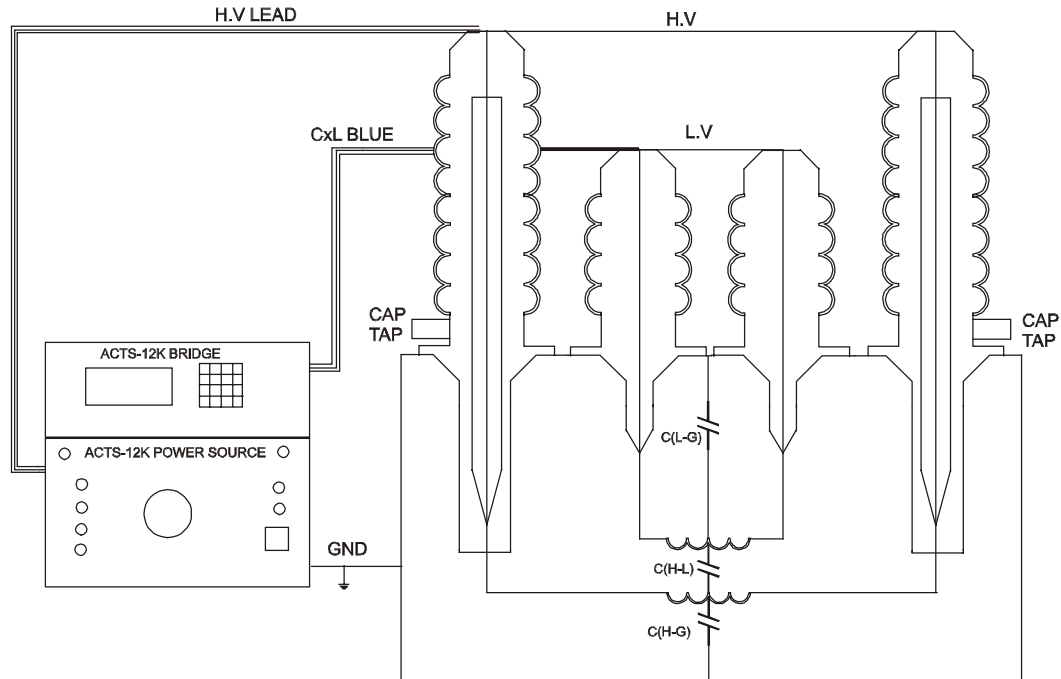 H.V LEAD
H.V
CxL BLUE
L.V
CAP
TAP
CAP
TAP
ACTS-12K BRIDGE
ACTS-12K POWER SOURCE
C(L-G)
GND
C(H-L)
C(H-G)